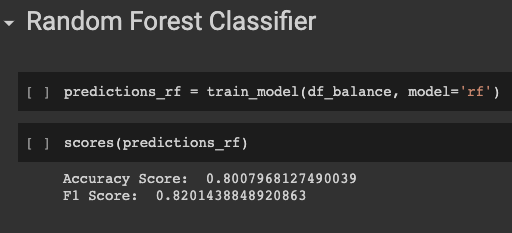 Random Forest Classifier
[ ] predictions_rf = train_model(df_balance, model='rf')
[ ] scores(predictions_rf)
Accuracy Score:  0.8007968127490039
F1 Score:  0.8201438848920863